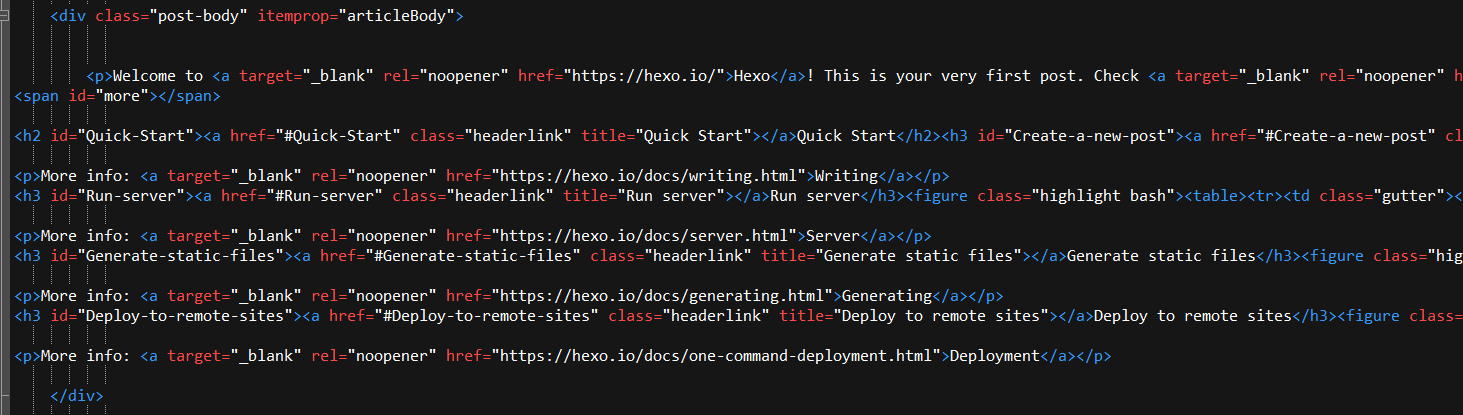 <div class="post-body" itemprop="articleBody">
<p>Welcome to <a target="_blank" rel="noopener" href="https://hexo.io/">Hexo</a>! This is your very first post. Check <a target="_blank" rel="noopener" h
<span id="more"></span>
<h2 id="Quick-Start"><a href="#Quick-Start" class="headerlink" title="Quick Start"></a>Quick Start</h2><h3 id="Create-a-new-post"><a href="#Create-a-new-post" cl
<p>More info: <a target="_blank" rel="noopener" href="https://hexo.io/docs/writing.html">Writing</a></p>
<h3 id="Run-server"><a href="#Run-server" class="headerlink" title="Run server"></a>Run server</h3><figure class="highlight bash"><table><tr><td class="gutter"><
<p>More info: <a target="_blank" rel="noopener" href="https://hexo.io/docs/server.html">Server</a></p>
<h3 id="Generate-static-files"><a href="#Generate-static-files" class="headerlink" title="Generate static files"></a>Generate static files</h3><figure class="hig
<p>More info: <a target="_blank" rel="noopener" href="https://hexo.io/docs/generating.html">Generating</a></p>
<h3 id="Deploy-to-remote-sites"><a href="#Deploy-to-remote-sites" class="headerlink" title="Deploy to remote sites"></a>Deploy to remote sites</h3><figure class=
<p>More info: <a target="_blank" rel="noopener" href="https://hexo.io/docs/one-command-deployment.html">Deployment</a></p>
</div>